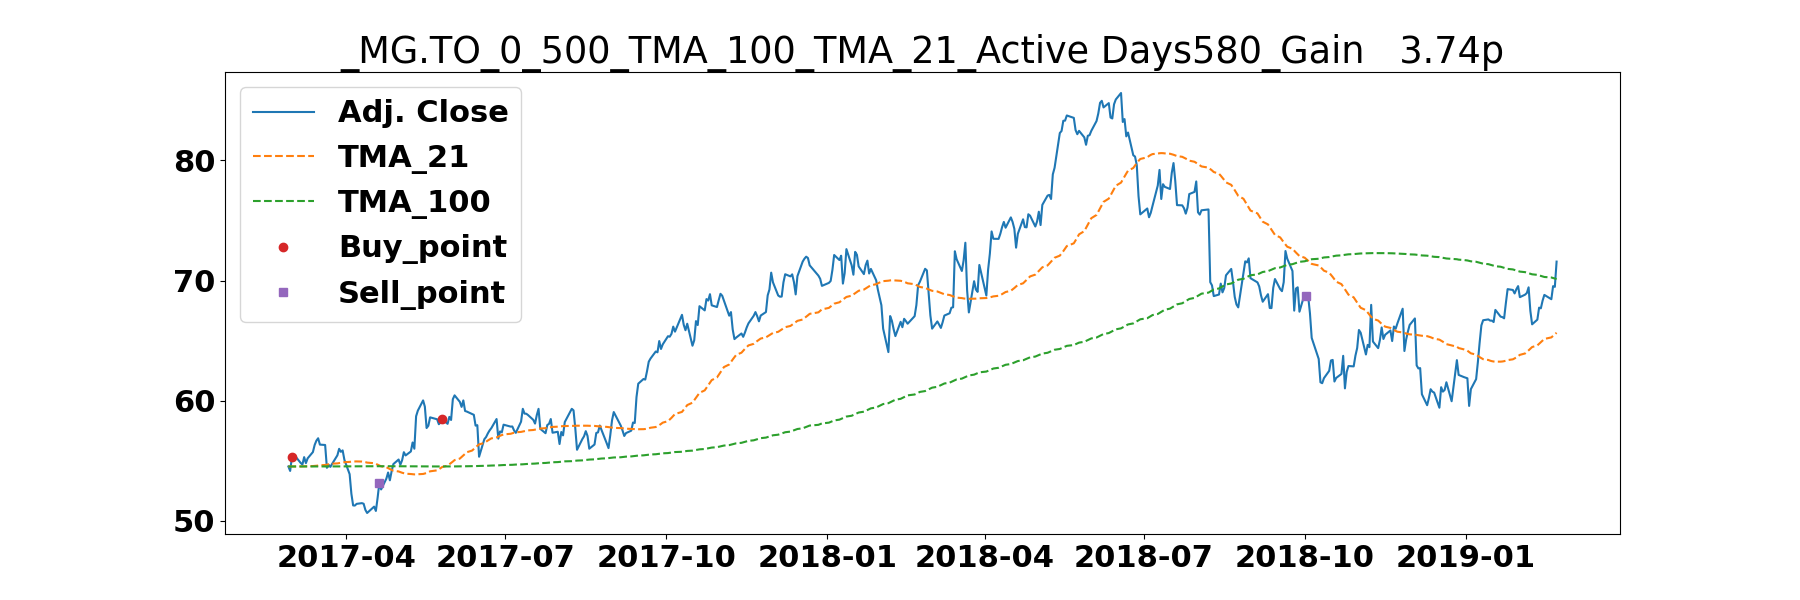 _MG.TO_0_500_TMA_100_TMA_21_Active Days580_Gain   3.74p
Adj. Close
TMA_21
TMA_100
Buy_point
Sell_point
80
70
60
50
2017-04 2017-07 2017-10 2018-01 2018-04 2018-07 2018-10 2019-01